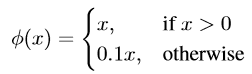 ϕ(x) = { x, if x > 0
0.1x, otherwise